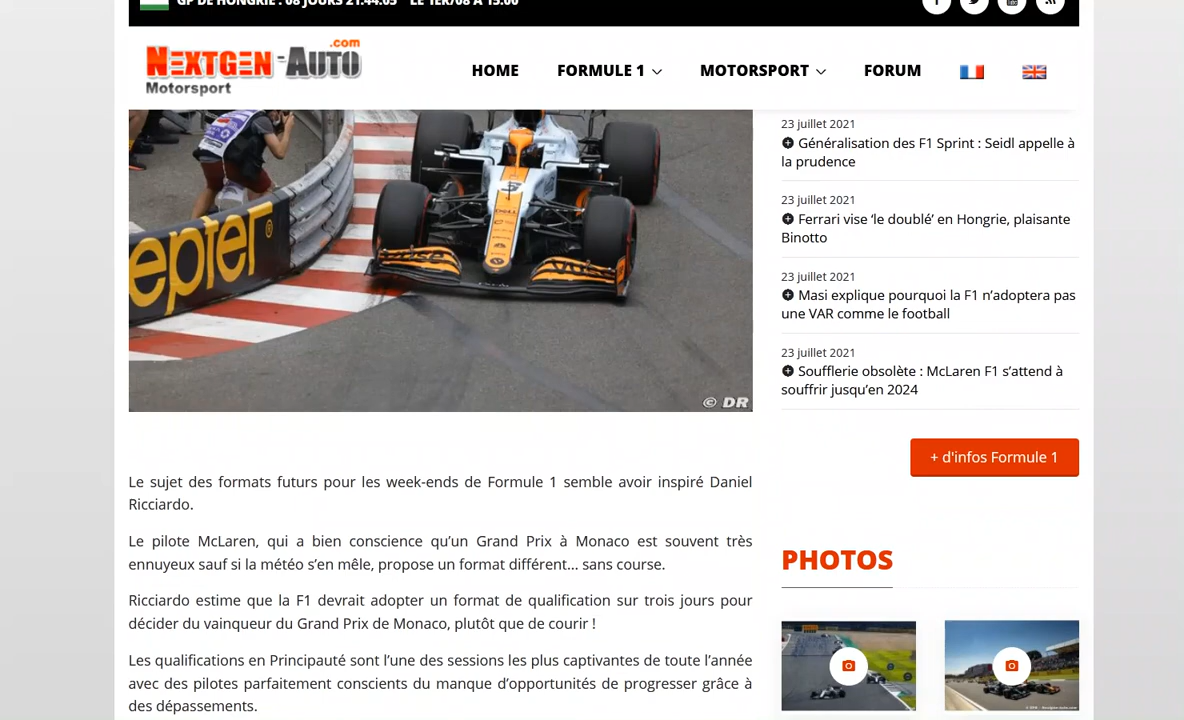 GP DE HONGRIE : 08 JOURS 21:44:05 LE 1ER/08 À 15:00
NEXTGEN-AUTO.com
Motorsport
HOME
FORMULE 1
MOTORSPORT
FORUM
epter®
DELL
© DR
Le sujet des formats futurs pour les week-ends de Formule 1 semble avoir inspiré Daniel
Ricciardo.
Le pilote McLaren, qui a bien conscience qu’un Grand Prix à Monaco est souvent très
ennuyeux sauf si la météo s’en mêle, propose un format différent... sans course.
Ricciardo estime que la F1 devrait adopter un format de qualification sur trois jours pour
décider du vainqueur du Grand Prix de Monaco, plutôt que de courir !
Les qualifications en Principauté sont l’une des sessions les plus captivantes de toute l’année
avec des pilotes parfaitement conscients du manque d’opportunités de progresser grâce à
des dépassements.
23 juillet 2021
Généralisation des F1 Sprint : Seidl appelle à
la prudence
23 juillet 2021
Ferrari vise ‘le doublé’ en Hongrie, plaisante
Binotto
23 juillet 2021
Masi explique pourquoi la F1 n’adoptera pas
une VAR comme le football
23 juillet 2021
Soufflerie obsolète : McLaren F1 s’attend à
souffrir jusqu’en 2024
+ d'infos Formule 1
PHOTOS